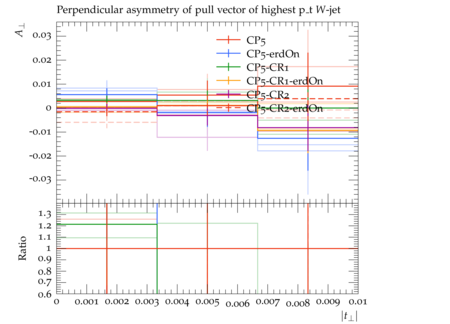 Perpendicular asymmetry of pull vector of highest p_t W-jet
A⊥
0.03
0.02
0.01
0
-0.01
-0.02
-0.03
CP5
CP5-erdOn
CP5-CR1
CP5-CR1-erdOn
CP5-CR2
CP5-CR2-erdOn
Ratio
1.3
1.2
1.1
1
0.9
0.8
0.7
0.6
0 0.001 0.002 0.003 0.004 0.005 0.006 0.007 0.008 0.009 0.01
|t⊥|